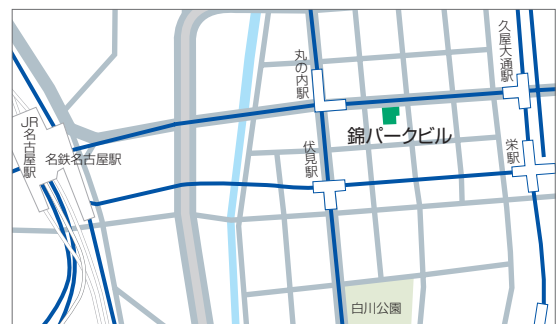 丸の内駅
久屋大通駅
JR名古屋駅
名鉄名古屋駅
錦パークビル
伏見駅
栄駅
白川公園